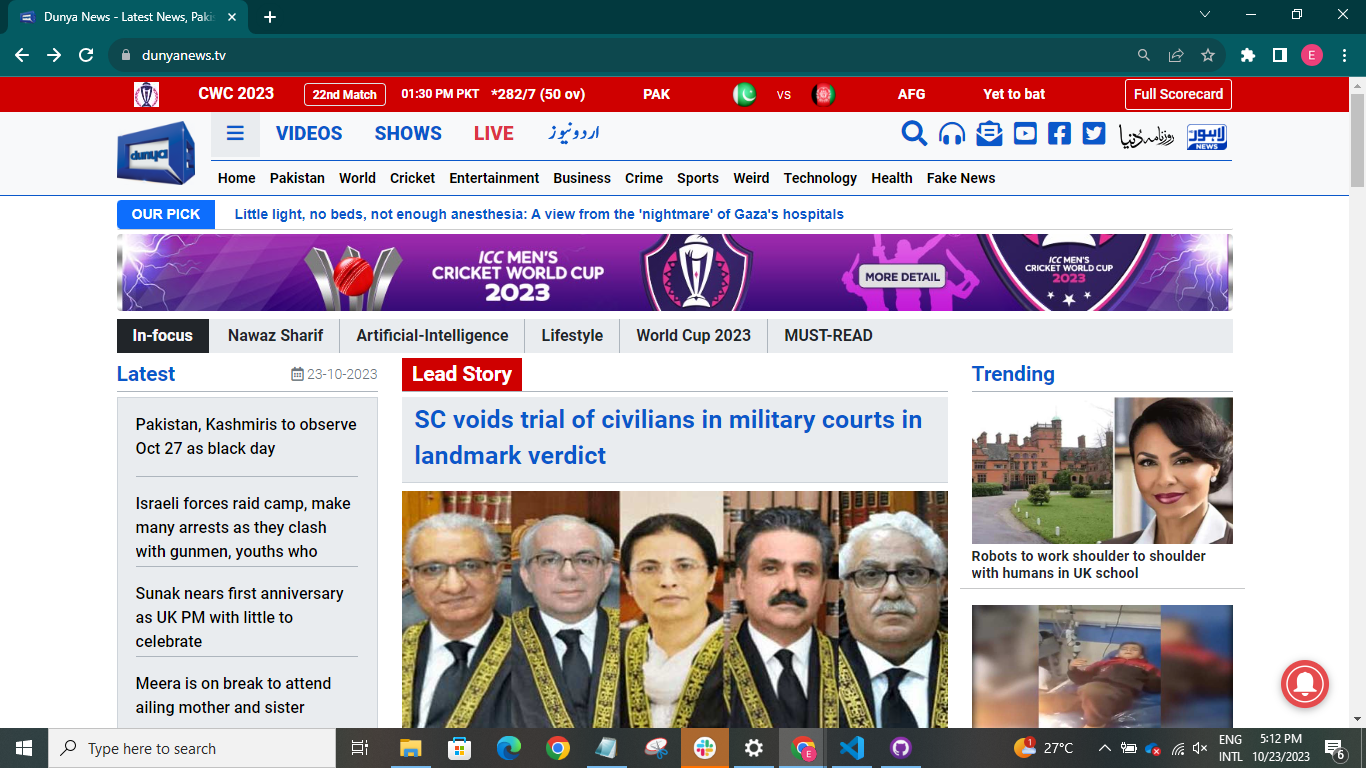 Dunya News - Latest News, Paki
dunyanews.tv
E
CWC 2023
22nd Match
01:30 PM PKT
*282/7 (50 ov)
PAK
VS
AFG
Yet to bat
Full Scorecard
dunya
VIDEOS
SHOWS
LIVE
اردو نیوز
روزنامہ دنیا
لاہور
NEWS
Home
Pakistan
World
Cricket
Entertainment
Business
Crime
Sports
Weird
Technology
Health
Fake News
OUR PICK
Little light, no beds, not enough anesthesia: A view from the 'nightmare' of Gaza's hospitals
ICC MEN'S
CRICKET WORLD CUP
2023
MORE DETAIL
ICC MEN'S
CRICKET WORLD CUP
2023
In-focus
Nawaz Sharif
Artificial-Intelligence
Lifestyle
World Cup 2023
MUST-READ
Latest
23-10-2023
Pakistan, Kashmiris to observe
Oct 27 as black day
Israeli forces raid camp, make
many arrests as they clash
with gunmen, youths who
Sunak nears first anniversary
as UK PM with little to
celebrate
Meera is on break to attend
ailing mother and sister
Lead Story
SC voids trial of civilians in military courts in
landmark verdict
Trending
Robots to work shoulder to shoulder
with humans in UK school
Type here to search
E
1
27°C
ENG
INTL
5:12 PM
10/23/2023
6